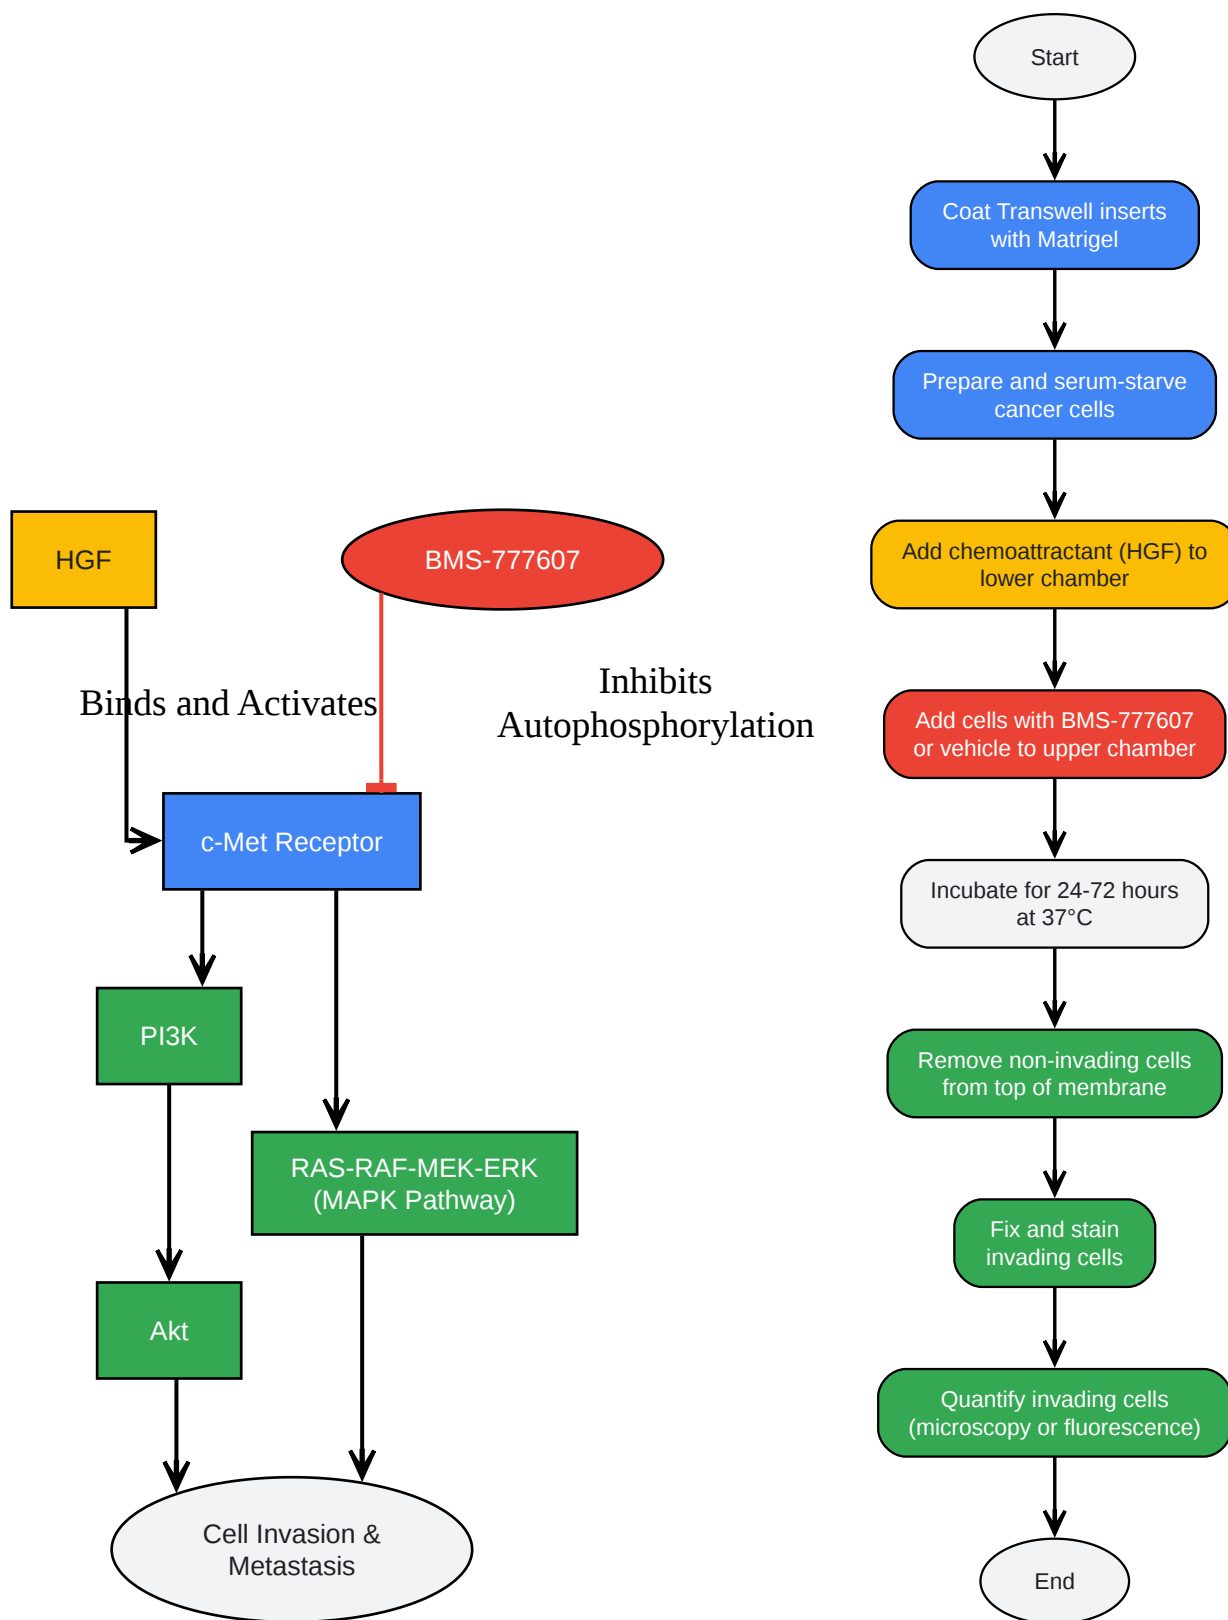 HGF
BMS-777607
Binds and Activates
Inhibits
Autophosphorylation
c-Met Receptor
PI3K
RAS-RAF-MEK-ERK
(MAPK Pathway)
Akt
Cell Invasion &
Metastasis
Start
Coat Transwell inserts
with Matrigel
Prepare and serum-starve
cancer cells
Add chemoattractant (HGF) to
lower chamber
Add cells with BMS-777607
or vehicle to upper chamber
Incubate for 24-72 hours
at 37°C
Remove non-invading cells
from top of membrane
Fix and stain
invading cells
Quantify invading cells
(microscopy or fluorescence)
End